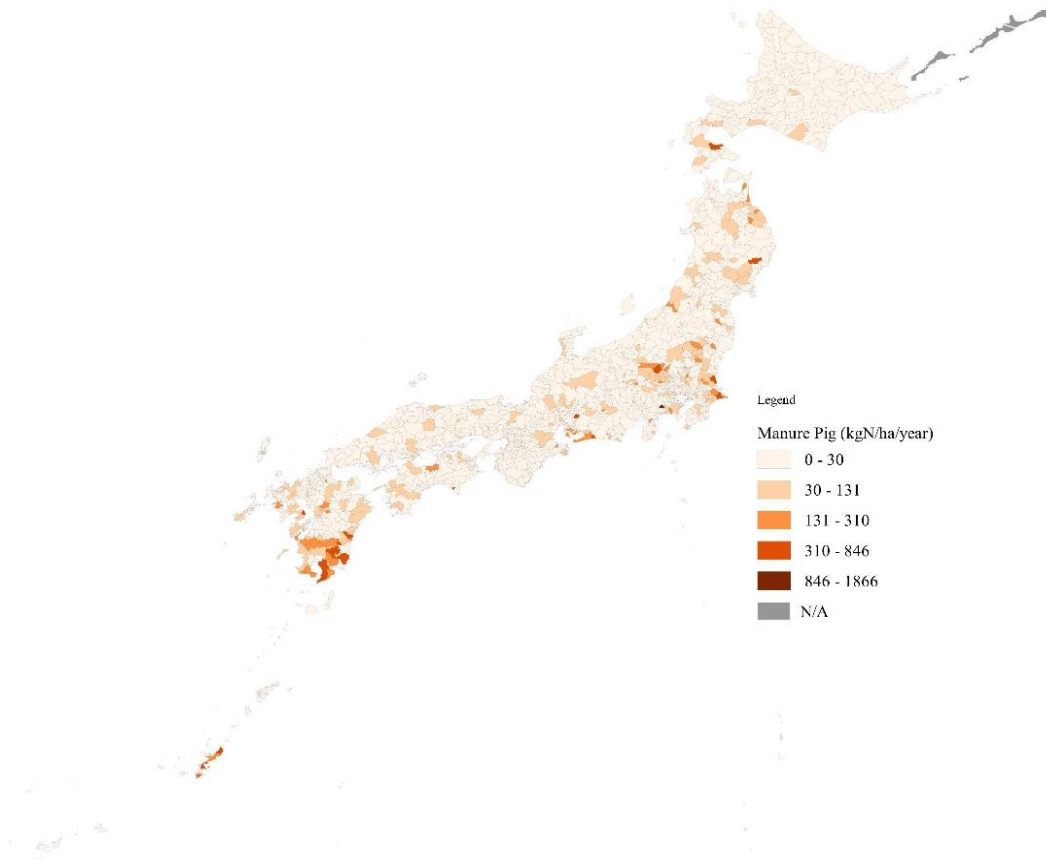 Legend
Manure Pig (kgN/ha/year)
0 - 30
30 - 131
131 - 310
310 - 846
846 - 1866
N/A